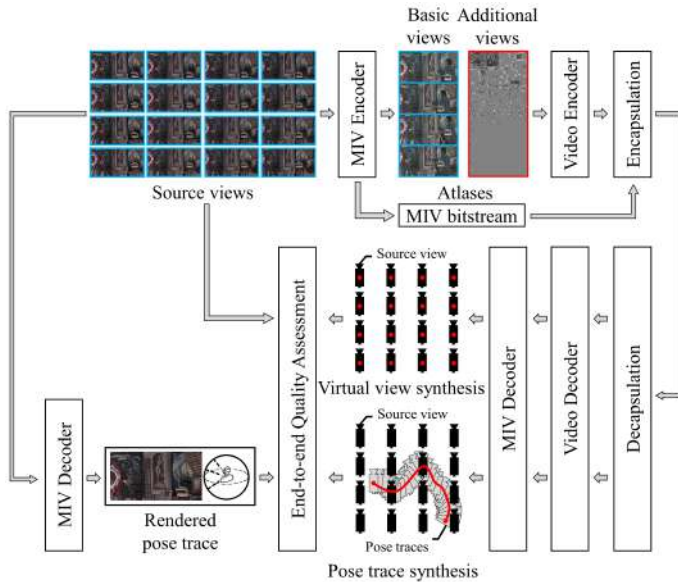 Basic
views
Additional
views
Source views
MIV Encoder
Atlases
Video Encoder
Encapsulation
MIV bitstream
End-to-end Quality Assessment
Source view
Virtual view synthesis
MIV Decoder
Video Decoder
Decapsulation
MIV Decoder
Rendered
pose trace
Source view
Pose traces
Pose trace synthesis